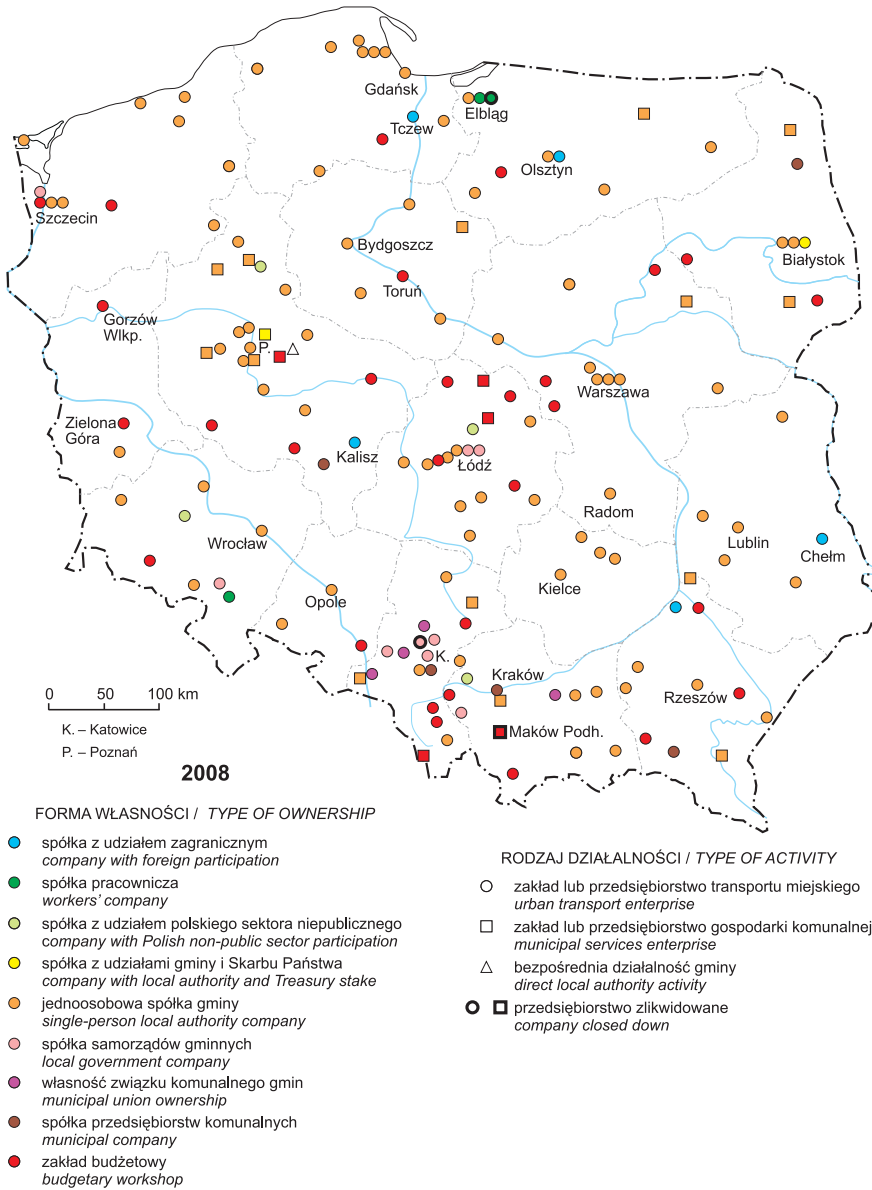 Gdańsk
Tczew
Elbląg
Olsztyn
Szczecin
Bydgoszcz
Białystok
Toruń
Gorzów
Wlkp.
P.
Warszawa
Zielona
Góra
Kalisz
Łódź
Radom
Wrocław
Lublin
Chełm
Kielce
Opole
K.
Kraków
Rzeszów
0 50 100 km
Maków Podh.
K. – Katowice
P. – Poznań
2008
FORMA WŁASNOŚCI / TYPE OF OWNERSHIP
spółka z udziałem zagranicznym
company with foreign participation
spółka pracownicza
workers' company
spółka z udziałem polskiego sektora niepublicznego
company with Polish non-public sector participation
spółka z udziałami gminy i Skarbu Państwa
company with local authority and Treasury stake
jednoosobowa spółka gminy
single-person local authority company
spółka samorządów gminnych
local government company
własność związku komunalnego gmin
municipal union ownership
spółka przedsiębiorstw komunalnych
municipal company
zakład budżetowy
budgetary workshop
RODZAJ DZIAŁALNOŚCI / TYPE OF ACTIVITY
zakład lub przedsiębiorstwo transportu miejskiego
urban transport enterprise
zakład lub przedsiębiorstwo gospodarki komunalnej
municipal services enterprise
bezpośrednia działalność gminy
direct local authority activity
przedsiębiorstwo zlikwidowane
company closed down